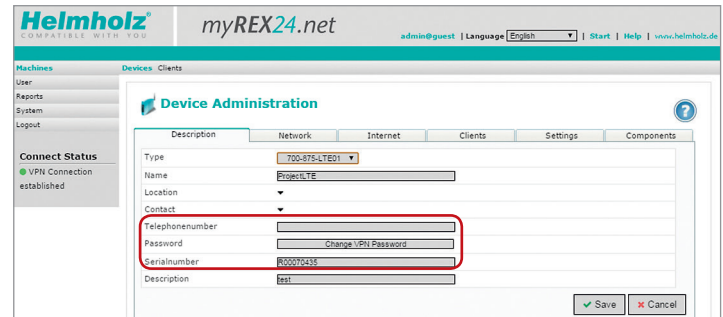 Helmholz®
COMPATIBLE WITH YOU
myREX24.net
admin@guest | Language English | Start | Help | www.helmholz.de
Machines
User
Reports
System
Logout
Connect Status
VPN Connection
established
Devices Clients
Device Administration
?
Description Network Internet Clients Settings Components
Type 700-875-LTE01
Name ProjectLTE
Location
Contact
Telephonenumber
Password Change VPN Password
Serialnumber R00070435
Description test
Save Cancel